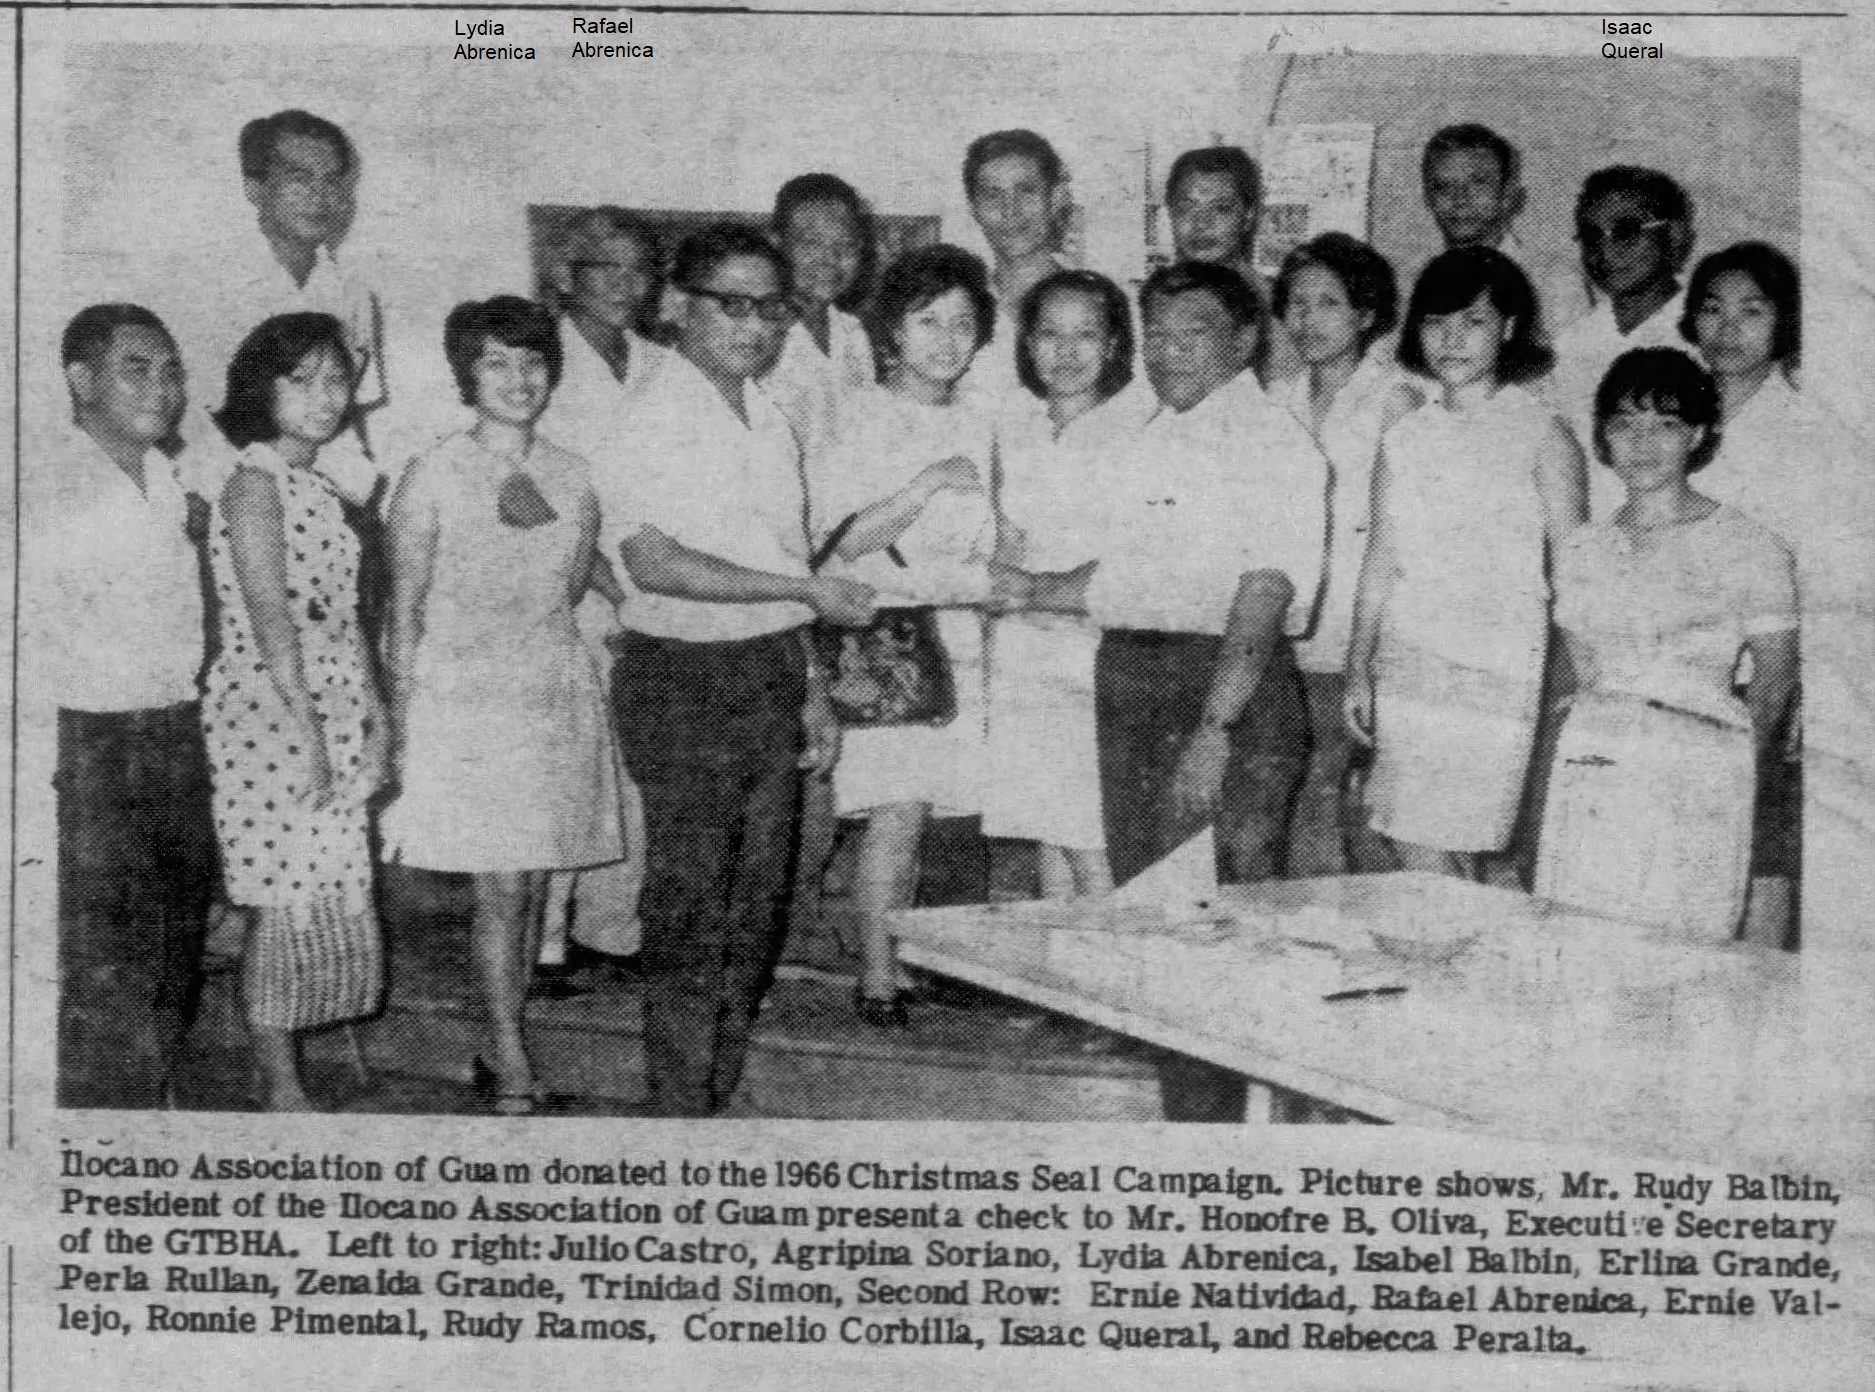 Lydia
Abrenica
Rafael
Abrenica
Isaac
Queral
Ilocano Association of Guam donated to the 1966 Christmas Seal Campaign. Picture shows, Mr. Rudy Balbin,
President of the Ilocano Association of Guam present a check to Mr. Honofre B. Oliva, Executive Secretary
of the GTBHA. Left to right: Julio Castro, Agripina Soriano, Lydia Abrenica, Isabel Balbin, Erlina Grande,
Perla Rullan, Zenaida Grande, Trinidad Simon, Second Row: Ernie Natividad, Rafael Abrenica, Ernie Val-
lejo, Ronnie Pimental, Rudy Ramos, Cornelio Corbilla, Isaac Queral, and Rebecca Peralta.